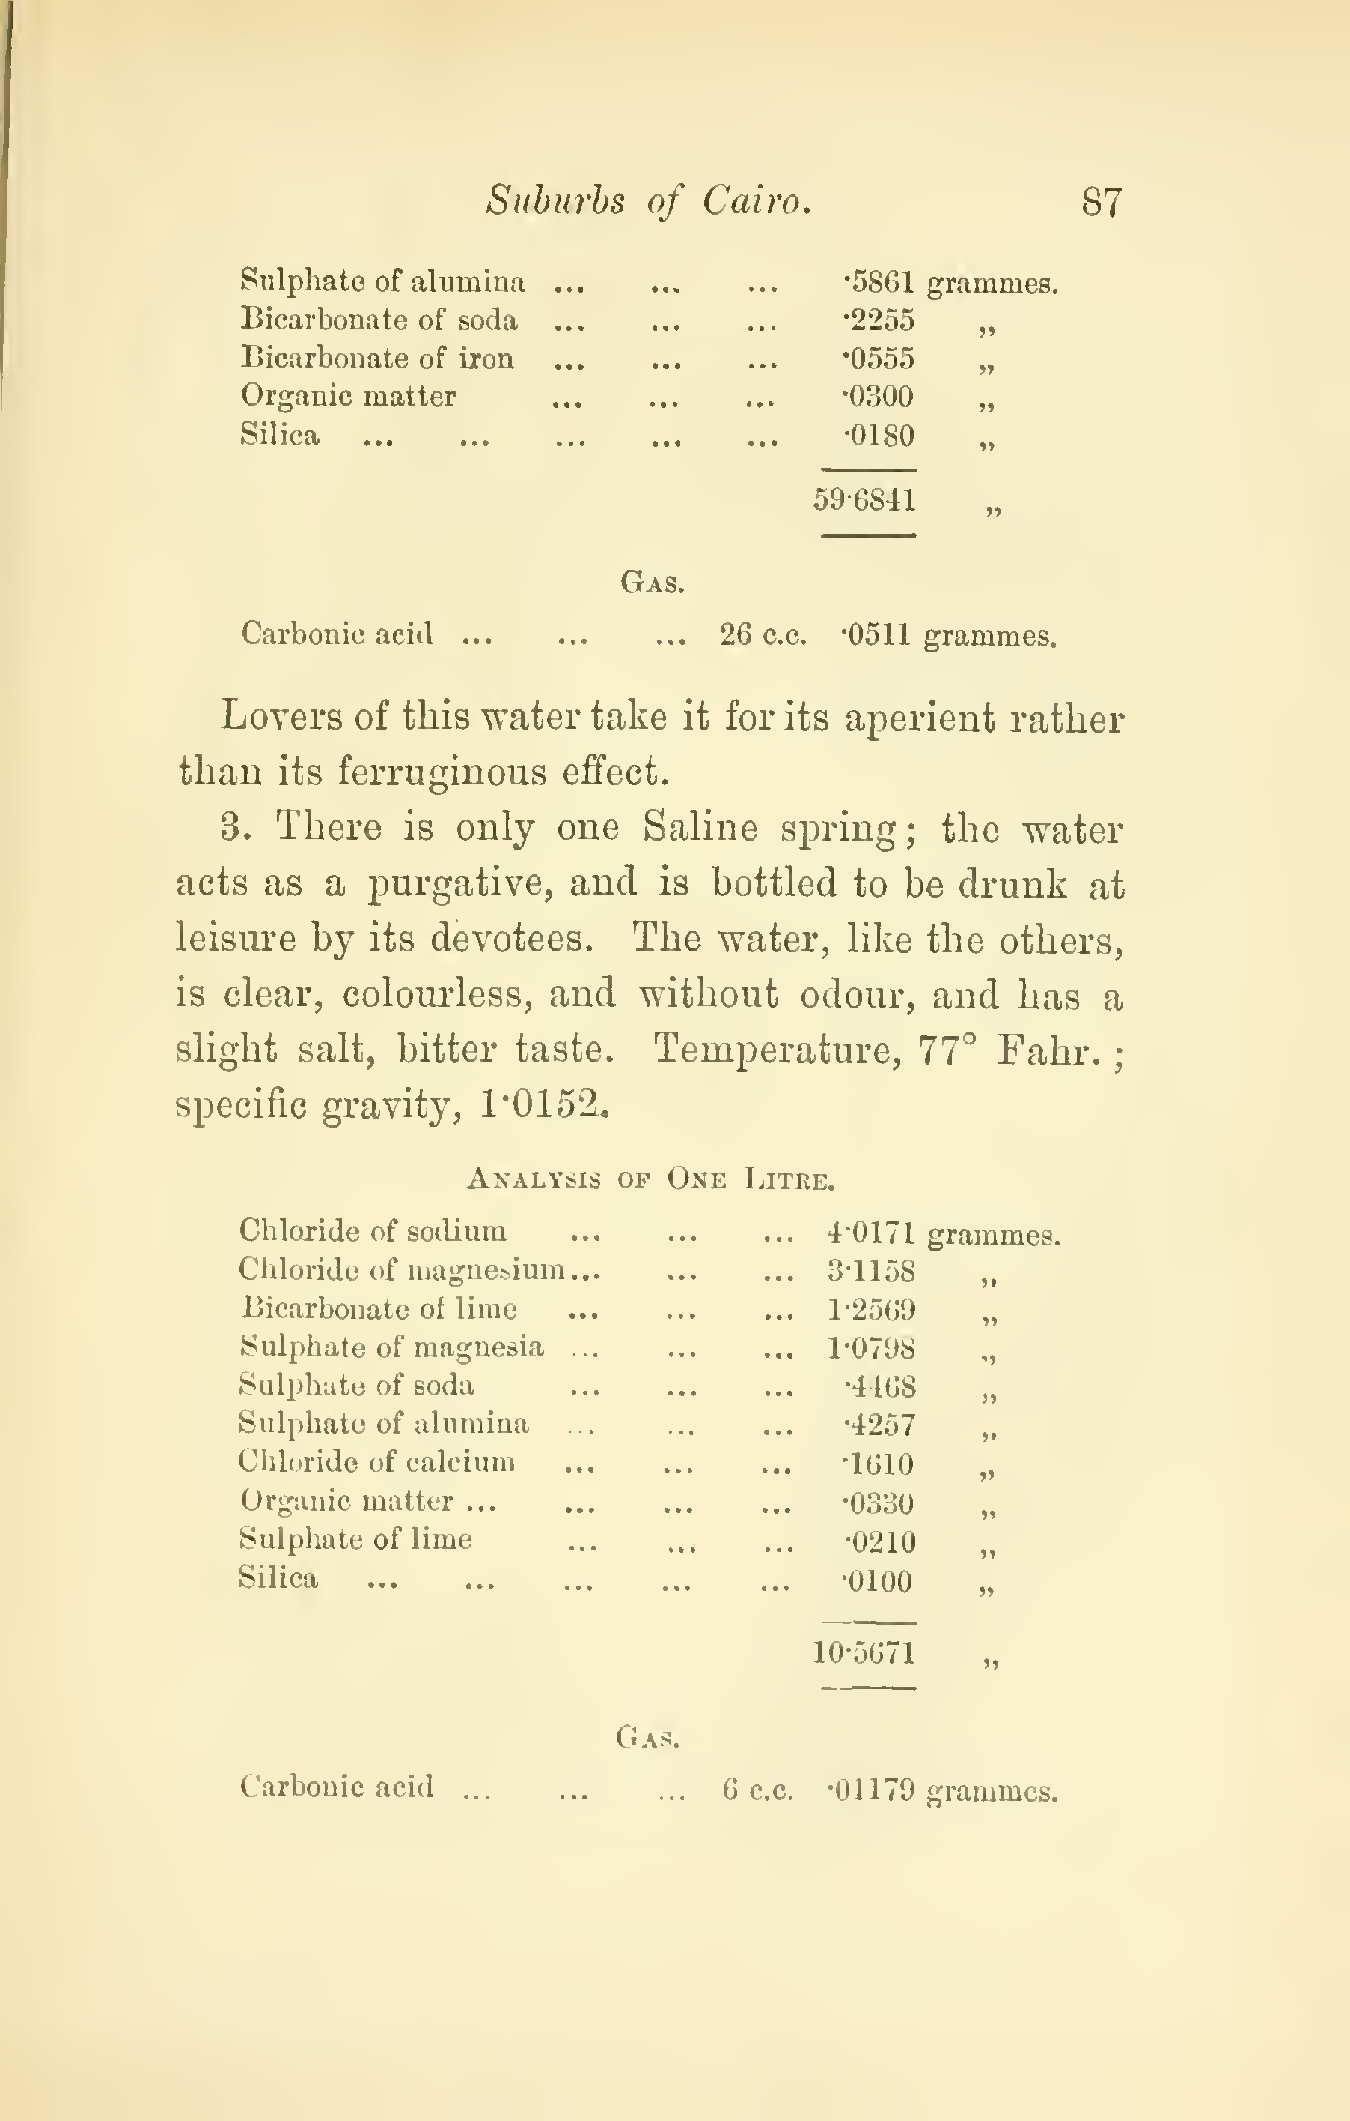 Suburbs of Cairo. 87
Sulphate of alumina ... ... ... ·5861 grammes.
Bicarbonate of soda ... ... ... ·2255 „
Bicarbonate of iron ... ... ... ·0555 „
Organic matter ... ... ... ·0300 „
Silica ... ... ... ... ... ·0180 „
59·6841 „
Gas.
Carbonic acid ... ... ... 26 c.c. ·0511 grammes.
Lovers of this water take it for its aperient rather
than its ferruginous effect.
3. There is only one Saline spring; the water
acts as a purgative, and is bottled to be drunk at
leisure by its devotees. The water, like the others,
is clear, colourless, and without odour, and has a
slight salt, bitter taste. Temperature, 77° Fahr. ;
specific gravity, 1·0152.
Analysis of One Litre.
Chloride of sodium ... ... ... 4·0171 grammes.
Chloride of magnesium... ... ... 3·1158 „
Bicarbonate of lime ... ... ... 1·2569 „
Sulphate of magnesia ... ... ... 1·0798 „
Sulphate of soda ... ... ... ·4468 „
Sulphate of alumina ... ... ... ·4257 „
Chloride of calcium ... ... ... ·1610 „
Organic matter ... ... ... ... ·0330 „
Sulphate of lime ... ... ... ·0210 „
Silica ... ... ... ... ... ·0100 „
10·5671 „
Gas.
Carbonic acid ... ... ... 6 c.c. ·01179 grammes.